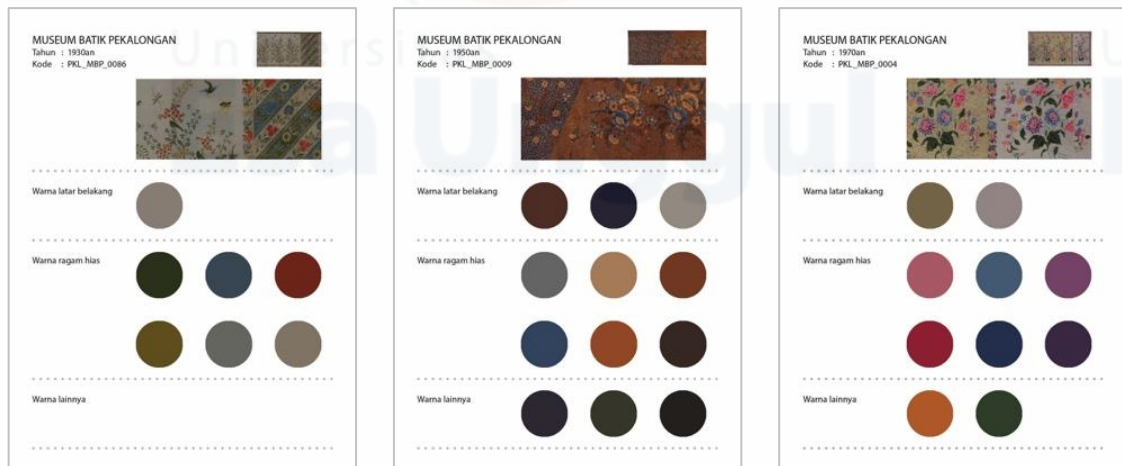 MUSEUM BATIK PEKALONGAN
Tahun : 1930an
Kode : PKL_MBP_0086
Warna latar belakang
Warna ragam hias
Warna lainnya
MUSEUM BATIK PEKALONGAN
Tahun : 1950an
Kode : PKL_MBP_0009
Warna latar belakang
Warna ragam hias
Warna lainnya
MUSEUM BATIK PEKALONGAN
Tahun : 1970an
Kode : PKL_MBP_0004
Warna latar belakang
Warna ragam hias
Warna lainnya
Unggul